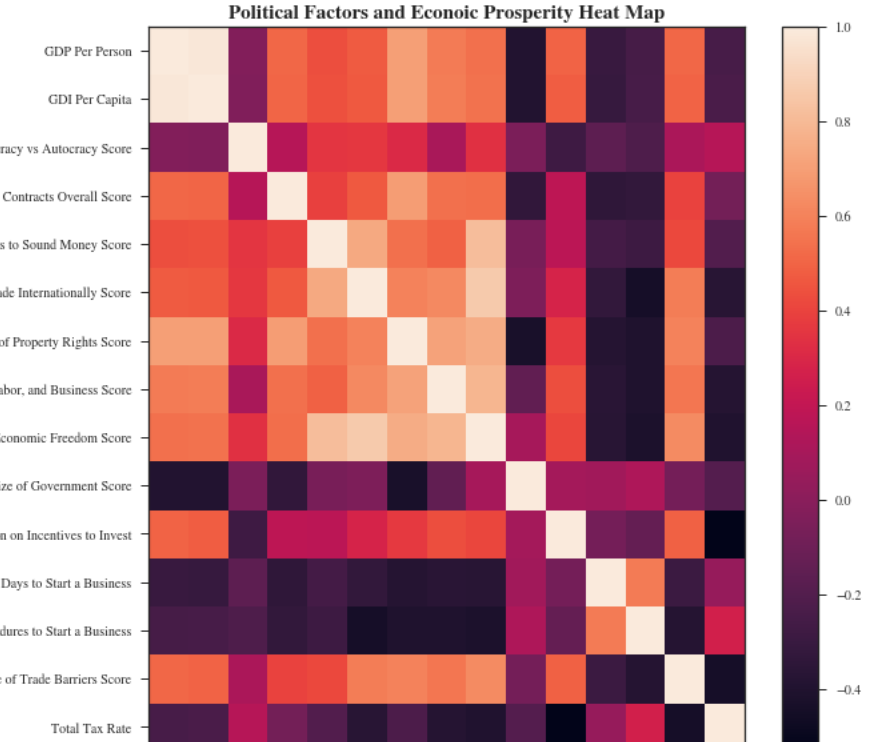 Political Factors and Econoic Prosperity Heat Map
GDP Per Person
GDI Per Capita
racy vs Autocracy Score
Contracts Overall Score
s to Sound Money Score
ade Internationally Score
of Property Rights Score
abor, and Business Score
conomic Freedom Score
ize of Government Score
n on Incentives to Invest
Days to Start a Business
dures to Start a Business
e of Trade Barriers Score
Total Tax Rate
1.0
0.8
0.6
0.4
0.2
0.0
−0.2
−0.4